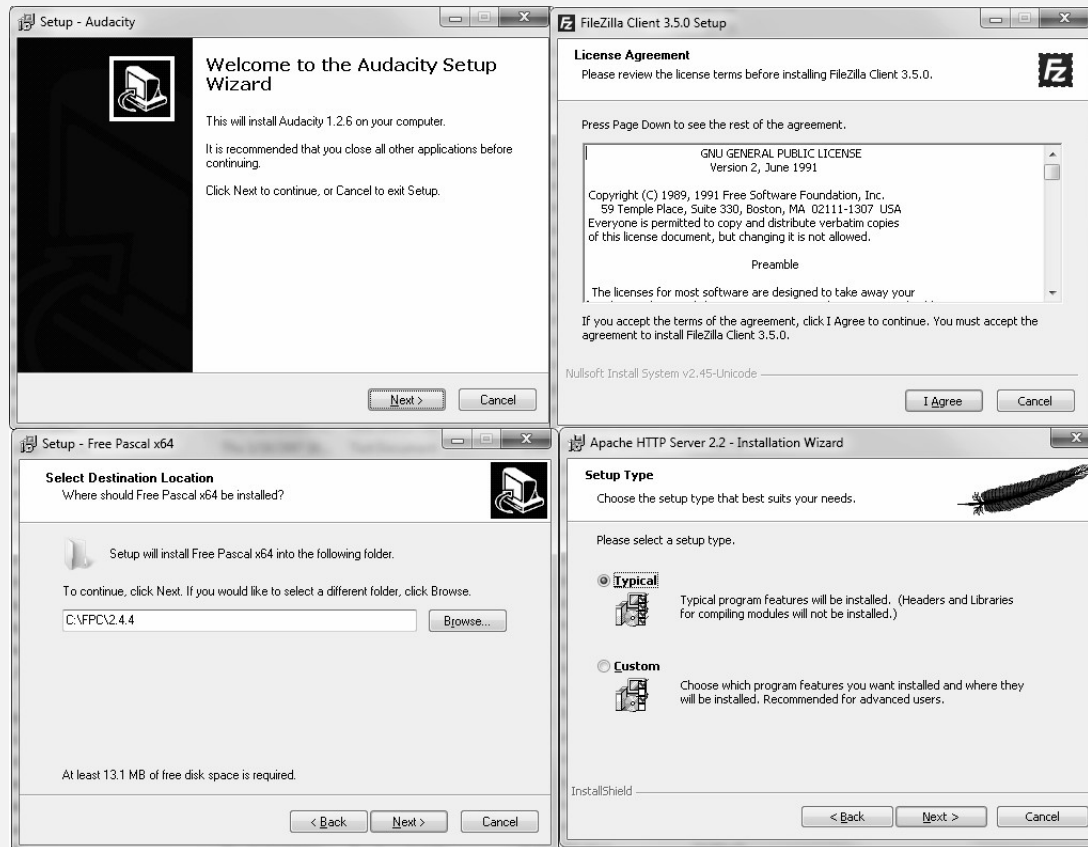 Setup - Audacity
Welcome to the Audacity Setup
Wizard
This will install Audacity 1.2.6 on your computer.
It is recommended that you close all other applications before
continuing.
Click Next to continue, or Cancel to exit Setup.
Next >
Cancel
FileZilla Client 3.5.0 Setup
License Agreement
Please review the license terms before installing FileZilla Client 3.5.0.
Fz
Press Page Down to see the rest of the agreement.
GNU GENERAL PUBLIC LICENSE
Version 2, June 1991
Copyright (C) 1989, 1991 Free Software Foundation, Inc.
59 Temple Place, Suite 330, Boston, MA 02111-1307 USA
Everyone is permitted to copy and distribute verbatim copies
of this license document, but changing it is not allowed.
Preamble
The licenses for most software are designed to take away your
If you accept the terms of the agreement, click I Agree to continue. You must accept the
agreement to install FileZilla Client 3.5.0.
Nullsoft Install System v2.45-Unicode
I Agree
Cancel
Setup - Free Pascal x64
Select Destination Location
Where should Free Pascal x64 be installed?
Setup will install Free Pascal x64 into the following folder.
To continue, click Next. If you would like to select a different folder, click Browse.
C:\FPC\2.4.4
Browse...
At least 13.1 MB of free disk space is required.
< Back
Next >
Cancel
Apache HTTP Server 2.2 - Installation Wizard
Setup Type
Choose the setup type that best suits your needs.
Please select a setup type.
Typical
Typical program features will be installed. (Headers and Libraries
for compiling modules will not be installed.)
Custom
Choose which program features you want installed and where they
will be installed. Recommended for advanced users.
InstallShield
< Back
Next >
Cancel